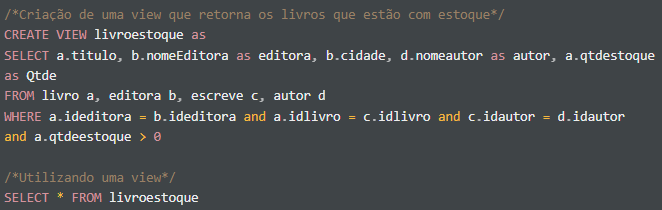 /*Criação de uma view que retorna os livros que estão com estoque*/
CREATE VIEW livroestoque as
SELECT a.titulo, b.nomeEditora as editora, b.cidade, d.nomeautor as autor, a.qtdestoque
as Qtde
FROM livro a, editora b, escreve c, autor d
WHERE a.ideditora = b.ideditora and a.idlivro = c.idlivro and c.idautor = d.idautor
and a.qtdeestoque > 0
/*Utilizando uma view*/
SELECT * FROM livroestoque